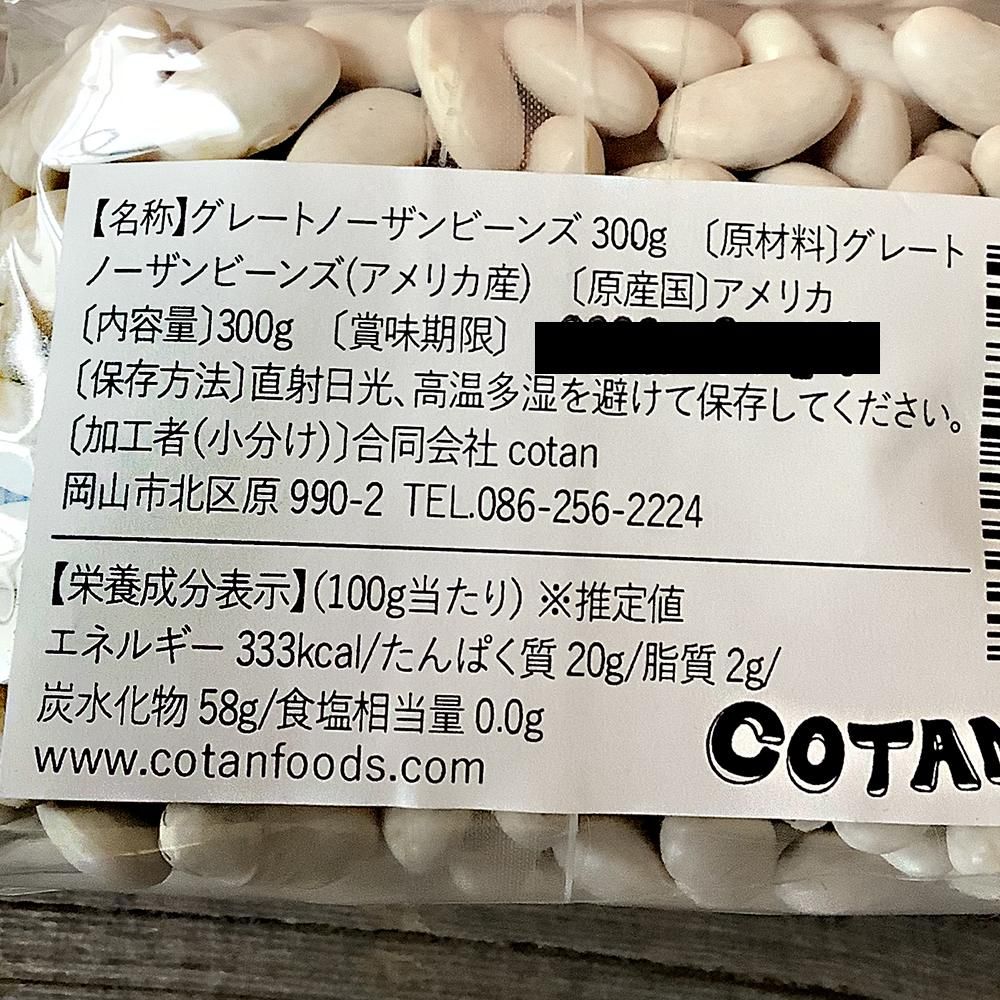 【名称】グレートノーザンビーンズ 300g 〔原材料〕グレート
ノーザンビーンズ(アメリカ産) 〔原産国〕アメリカ
〔内容量〕300g 〔賞味期限〕
〔保存方法〕直射日光、高温多湿を避けて保存してください。
〔加工者(小分け)〕合同会社 cotan
岡山市北区原 990-2 TEL.086-256-2224
【栄養成分表示】(100g当たり) ※推定値
エネルギー 333kcal/たんぱく質 20g/脂質 2g/
炭水化物 58g/食塩相当量 0.0g
www.cotanfoods.com
COTAN